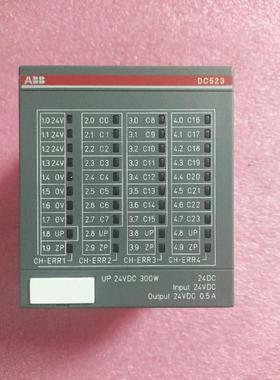 ABB DC523
1.0 24V 2.0 C0 3.0 C8 4.0 C16
1.1 24V 2.1 C1 3.1 C9 4.1 C17
1.2 24V 2.2 C2 3.2 C10 4.2 C18
1.3 24V 2.3 C3 3.3 C11 4.3 C19
1.4 0V 2.4 C4 3.4 C12 4.4 C20
1.5 0V 2.5 C5 3.5 C13 4.5 C21
1.6 0V 2.6 C6 3.6 C14 4.6 C22
1.7 0V 2.7 C7 3.7 C15 4.7 C23
1.8 UP 2.8 UP 3.8 UP 4.8 UP
1.9 ZP 2.9 ZP 3.9 ZP 4.9 ZP
CH-ERR1 CH-ERR2 CH-ERR3 CH-ERR4
UP 24VDC 300W 24DC
Input 24VDC
Output 24VDC 0.5 A